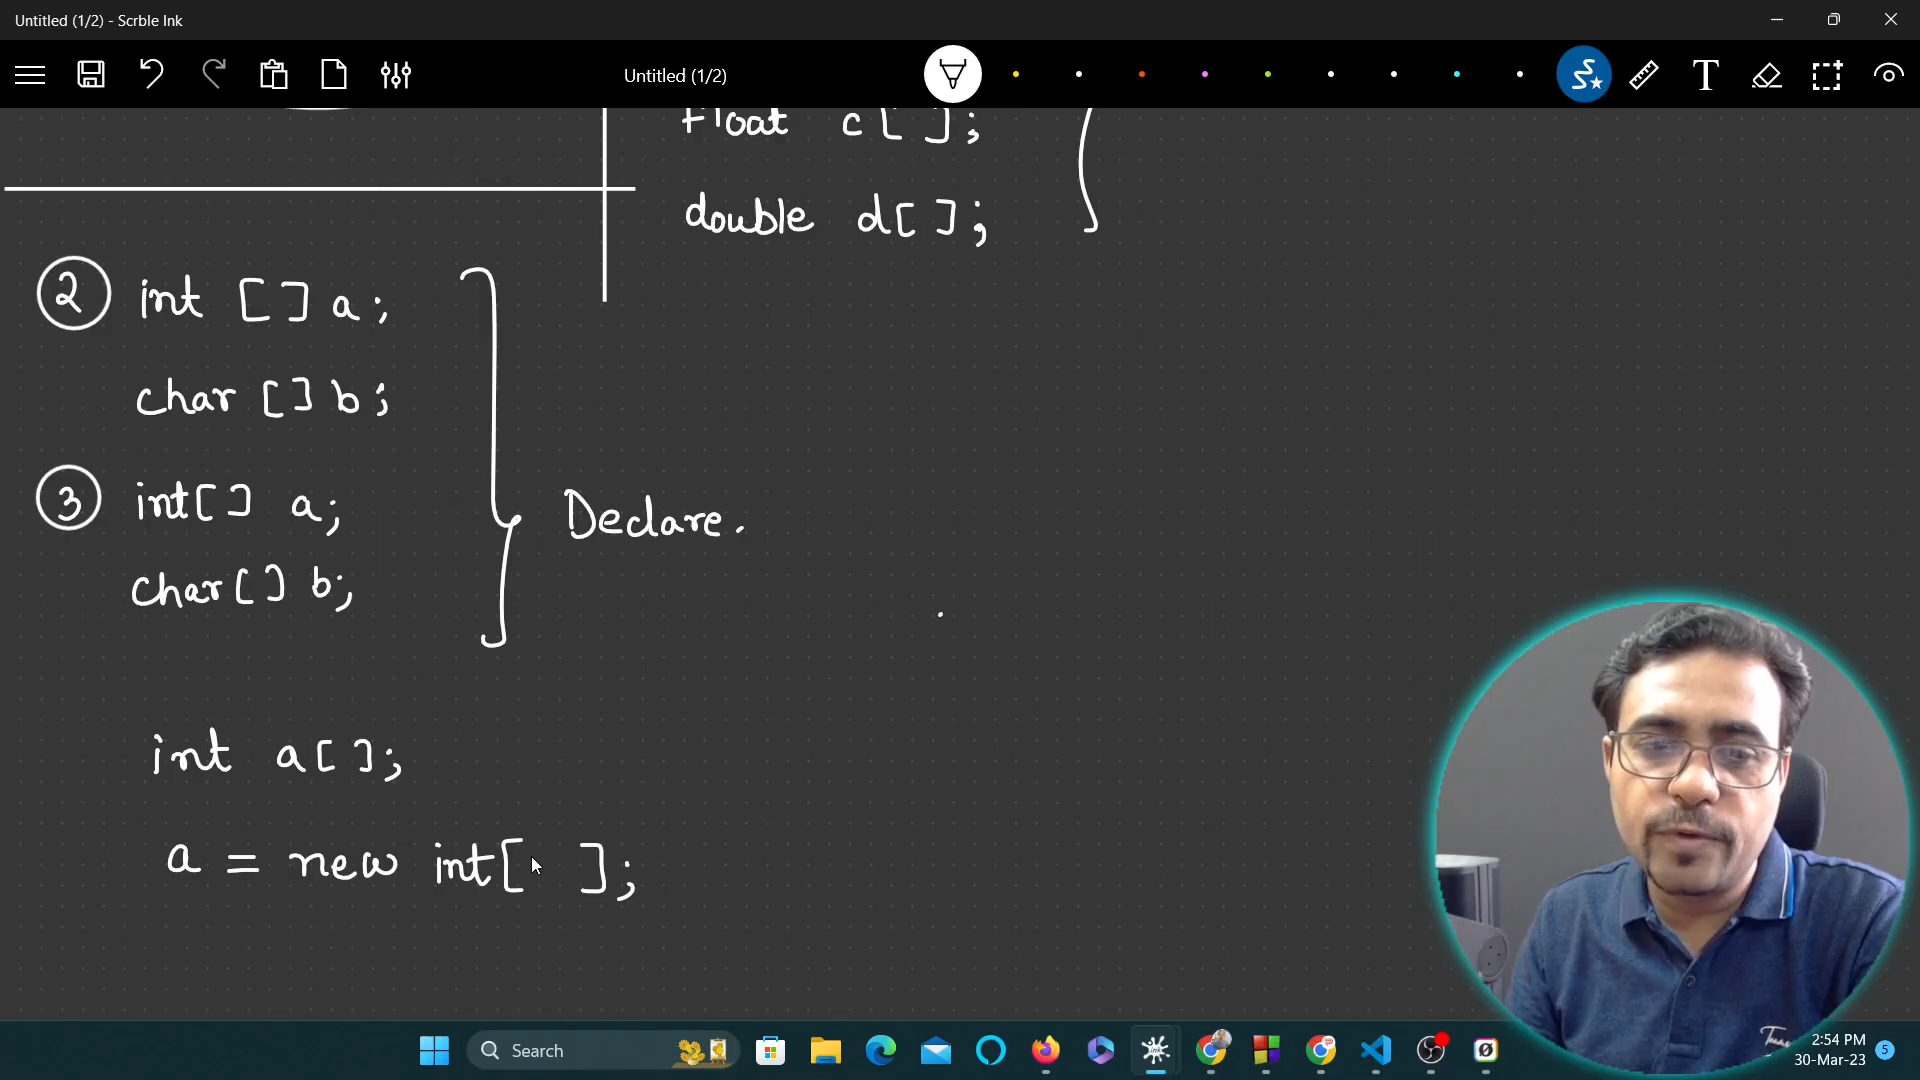 Untitled (1/2) - Scrble Ink
Untitled (1/2)
T
float c[ ];
double d[ ];
2 int [ ] a;
char [ ] b;
3 int[ ] a;
char[ ] b;
Declare.
int a[ ];
a = new int[ ];
Search
2:54 PM
30-Mar-23
5